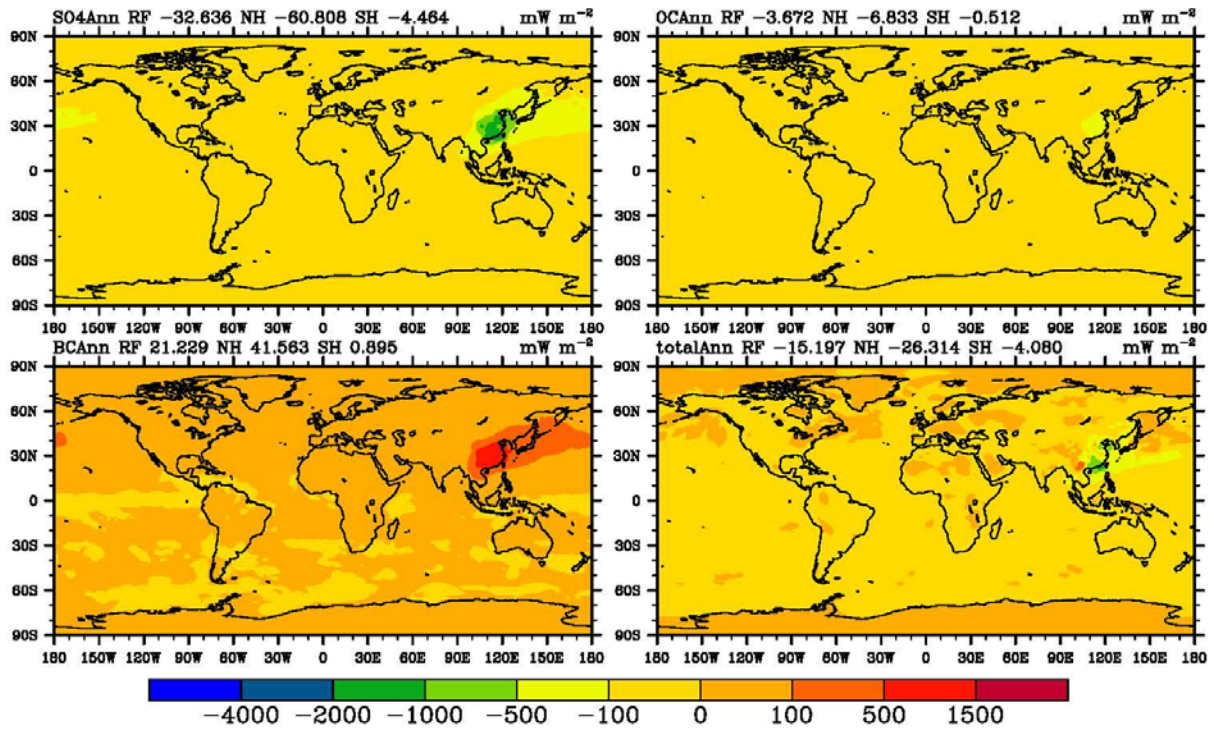 SO4Ann RF −32.636 NH −60.808 SH −4.464 mW m−2
OCAnn RF −3.672 NH −6.833 SH −0.512 mW m−2
90N
60N
30N
0
30S
60S
90S
180 150W 120W 90W 60W 30W 0 30E 60E 90E 120E 150E 180
90N
60N
30N
0
30S
60S
90S
180 150W 120W 90W 60W 30W 0 30E 60E 90E 120E 150E 180
BCAnn RF 21.229 NH 41.563 SH 0.895 mW m−2
totalAnn RF −15.197 NH −26.314 SH −4.080 mW m−2
90N
60N
30N
0
30S
60S
90S
180 150W 120W 90W 60W 30W 0 30E 60E 90E 120E 150E 180
90N
60N
30N
0
30S
60S
90S
180 150W 120W 90W 60W 30W 0 30E 60E 90E 120E 150E 180
−4000 −2000 −1000 −500 −100 0 100 500 1500